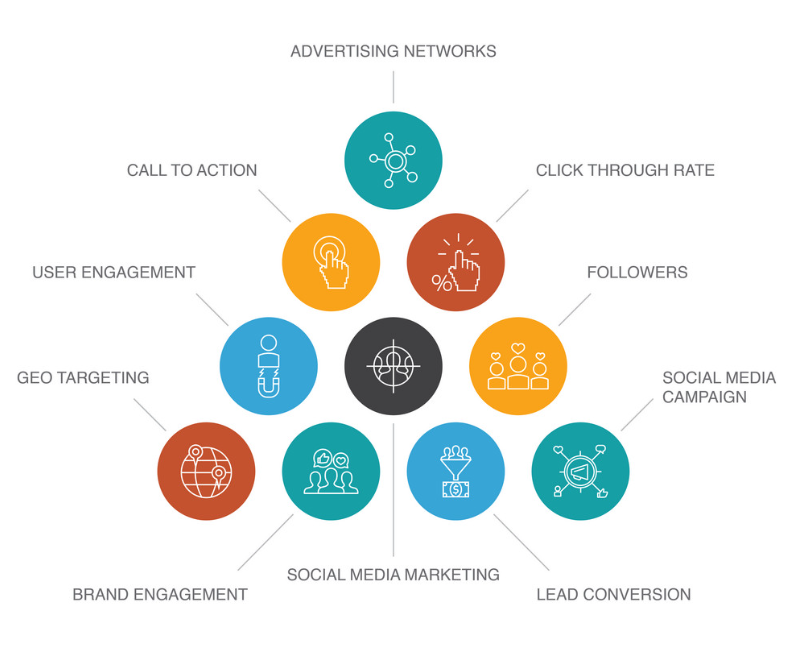 ADVERTISING NETWORKS
CALL TO ACTION
CLICK THROUGH RATE
%
USER ENGAGEMENT
FOLLOWERS
GEO TARGETING
SOCIAL MEDIA
CAMPAIGN
$
SOCIAL MEDIA MARKETING
BRAND ENGAGEMENT
LEAD CONVERSION